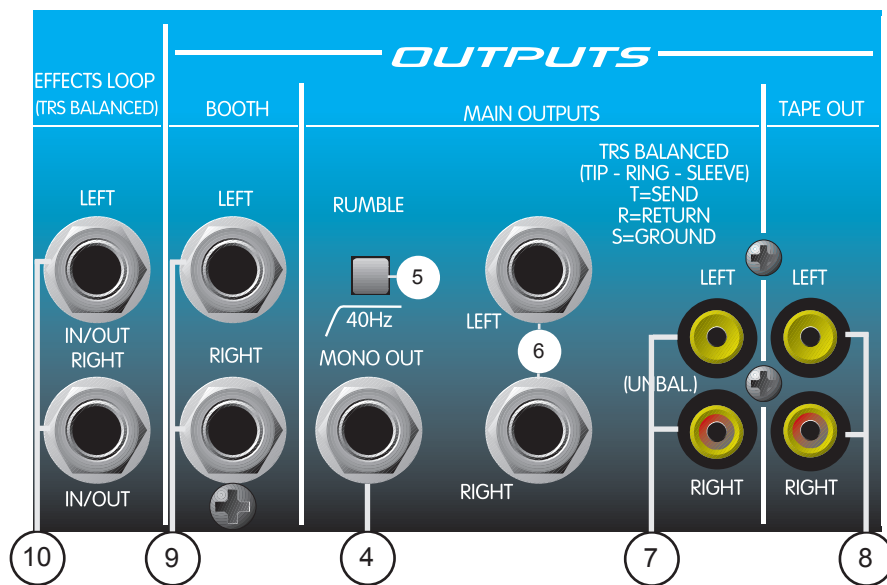 OUTPUTS
EFFECTS LOOP
(TRS BALANCED)
BOOTH
MAIN OUTPUTS
TAPE OUT
TRS BALANCED
(TIP - RING - SLEEVE)
T=SEND
R=RETURN
S=GROUND
LEFT
LEFT
RUMBLE
5
40Hz
LEFT
LEFT
LEFT
IN/OUT
RIGHT
RIGHT
MONO OUT
6
(UNBAL.)
IN/OUT
RIGHT
RIGHT
RIGHT
10
9
4
7
8